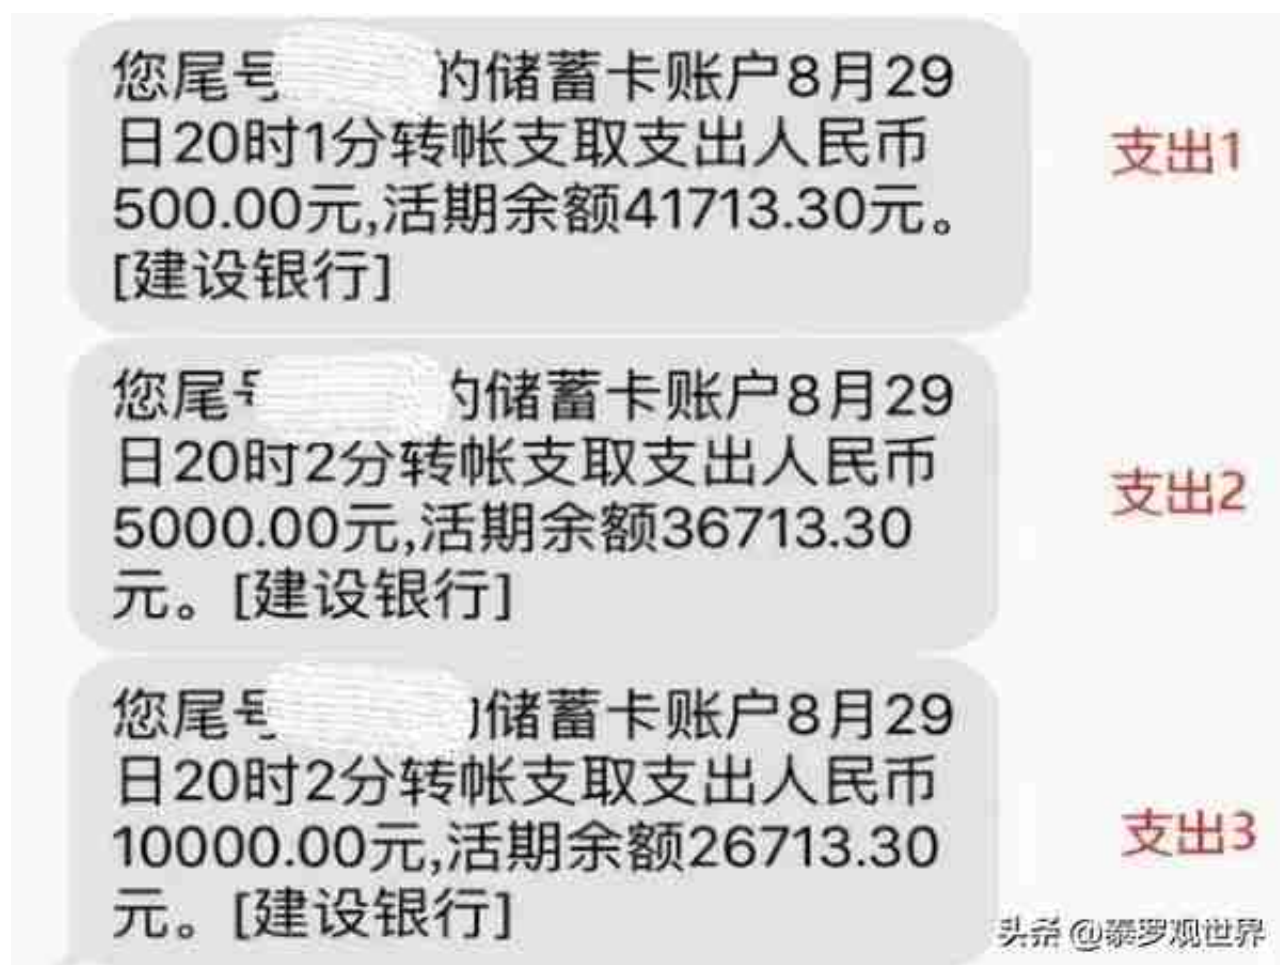 您尾号 的储蓄卡账户8月29
日20时1分转帐支取支出人民币
500.00元,活期余额41713.30元。
[建设银行]
支出1
您尾号 的储蓄卡账户8月29
日20时2分转帐支取支出人民币
5000.00元,活期余额36713.30
元。[建设银行]
支出2
您尾号 的储蓄卡账户8月29
日20时2分转帐支取支出人民币
10000.00元,活期余额26713.30
元。[建设银行]
支出3
头条 @泰罗观世界